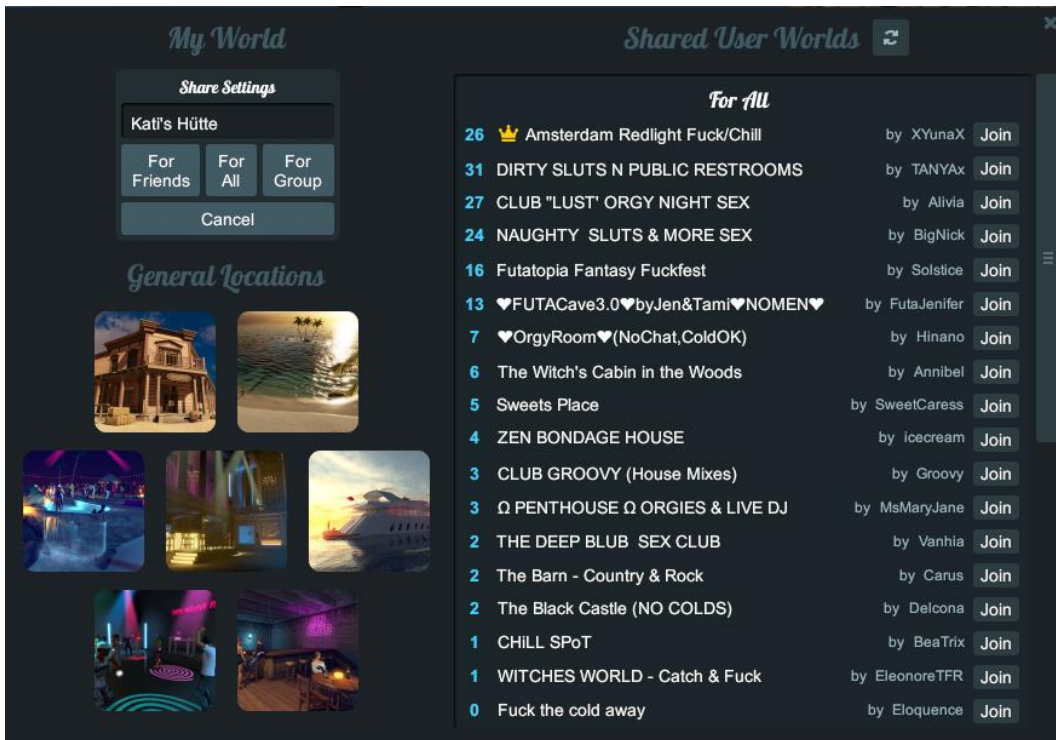 My World
Share Settings
Kati's Hütte
For Friends
For All
For Group
Cancel
General Locations
Shared User Worlds
For All
26 Amsterdam Redlight Fuck/Chill by XYunaX Join
31 DIRTY SLUTS N PUBLIC RESTROOMS by TANYAx Join
27 CLUB "LUST' ORGY NIGHT SEX by Alivia Join
24 NAUGHTY SLUTS & MORE SEX by BigNick Join
16 Futatopia Fantasy Fuckfest by Solstice Join
13 ♥FUTACave3.0♥byJen&Tami♥NOMEN♥ by FutaJenifer Join
7 ♥OrgyRoom♥(NoChat,ColdOK) by Hinano Join
6 The Witch's Cabin in the Woods by Annibel Join
5 Sweets Place by SweetCaress Join
4 ZEN BONDAGE HOUSE by icecream Join
3 CLUB GROOVY (House Mixes) by Groovy Join
3 Ω PENTHOUSE Ω ORGIES & LIVE DJ by MsMaryJane Join
2 THE DEEP BLUB SEX CLUB by Vanhia Join
2 The Barn - Country & Rock by Carus Join
2 The Black Castle (NO COLDS) by Delcona Join
1 CHiLL SPoT by BeaTrix Join
1 WITCHES WORLD - Catch & Fuck by EleonoreTFR Join
0 Fuck the cold away by Eloquence Join